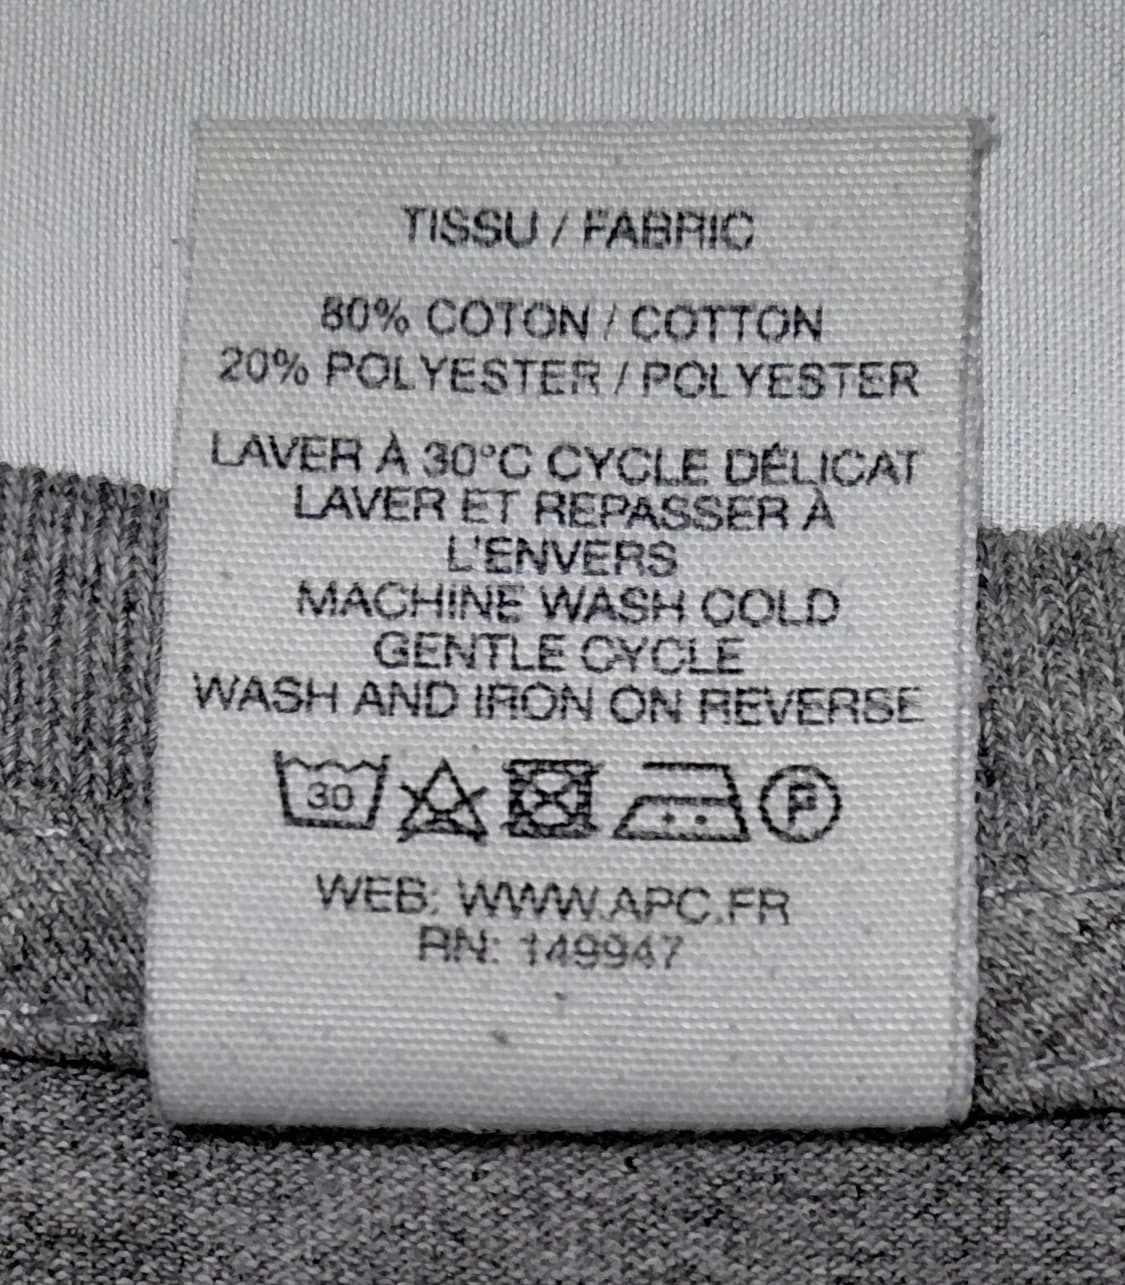 TISSU / FABRIC
80% COTON / COTTON
20% POLYESTER / POLYESTER
LAVER À 30°C CYCLE DÉLICAT
LAVER ET REPASSER À
L'ENVERS
MACHINE WASH COLD
GENTLE CYCLE
WASH AND IRON ON REVERSE
30 P
WEB: WWW.APC.FR
RN: 149947